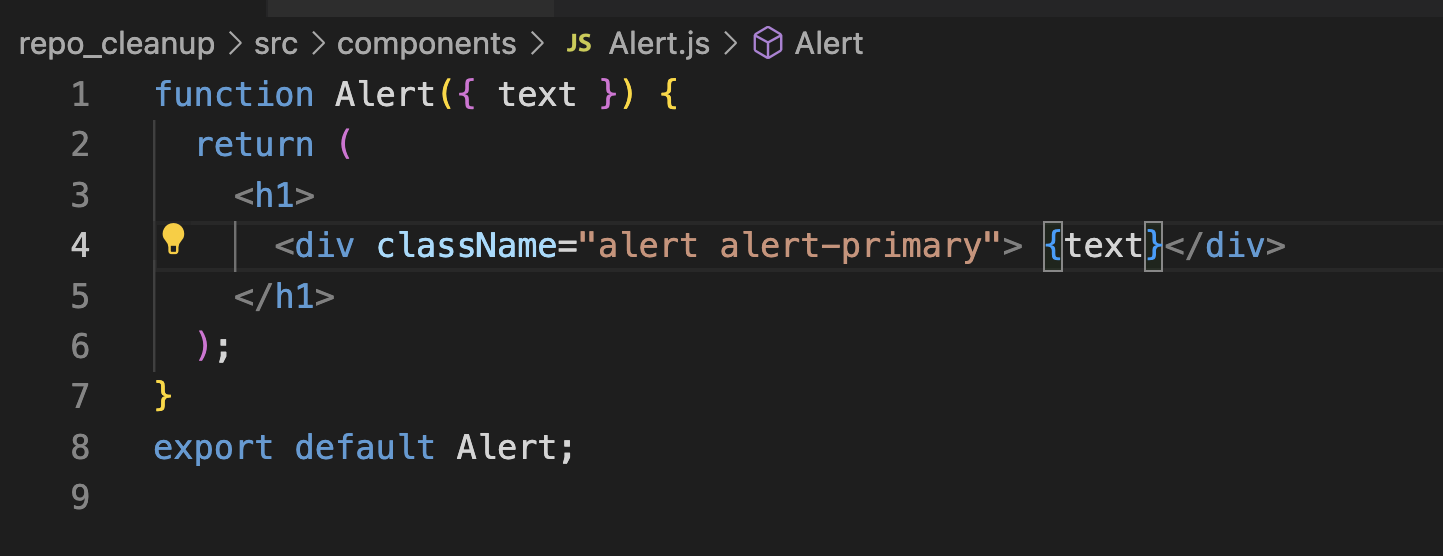 repo_cleanup > src > components > JS Alert.js > Alert
1 function Alert({ text }) {
2   return (
3     <h1>
4       <div className="alert alert-primary"> {text}</div>
5     </h1>
6   );
7 }
8 export default Alert;
9